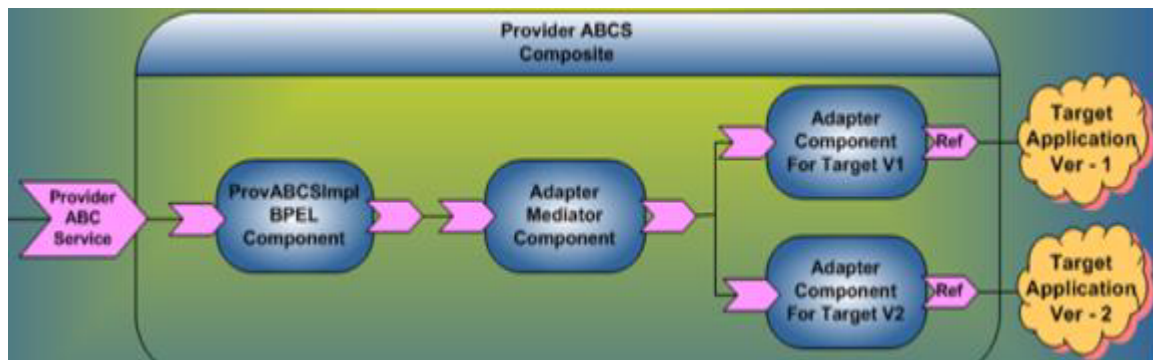 Provider ABCS
Composite
Provider
ABC
Service
ProvABCSImpl
BPEL
Component
Adapter
Mediator
Component
Adapter
Component
For Target V1
Ref
Target
Application
Ver - 1
Adapter
Component
For Target V2
Ref
Target
Application
Ver - 2